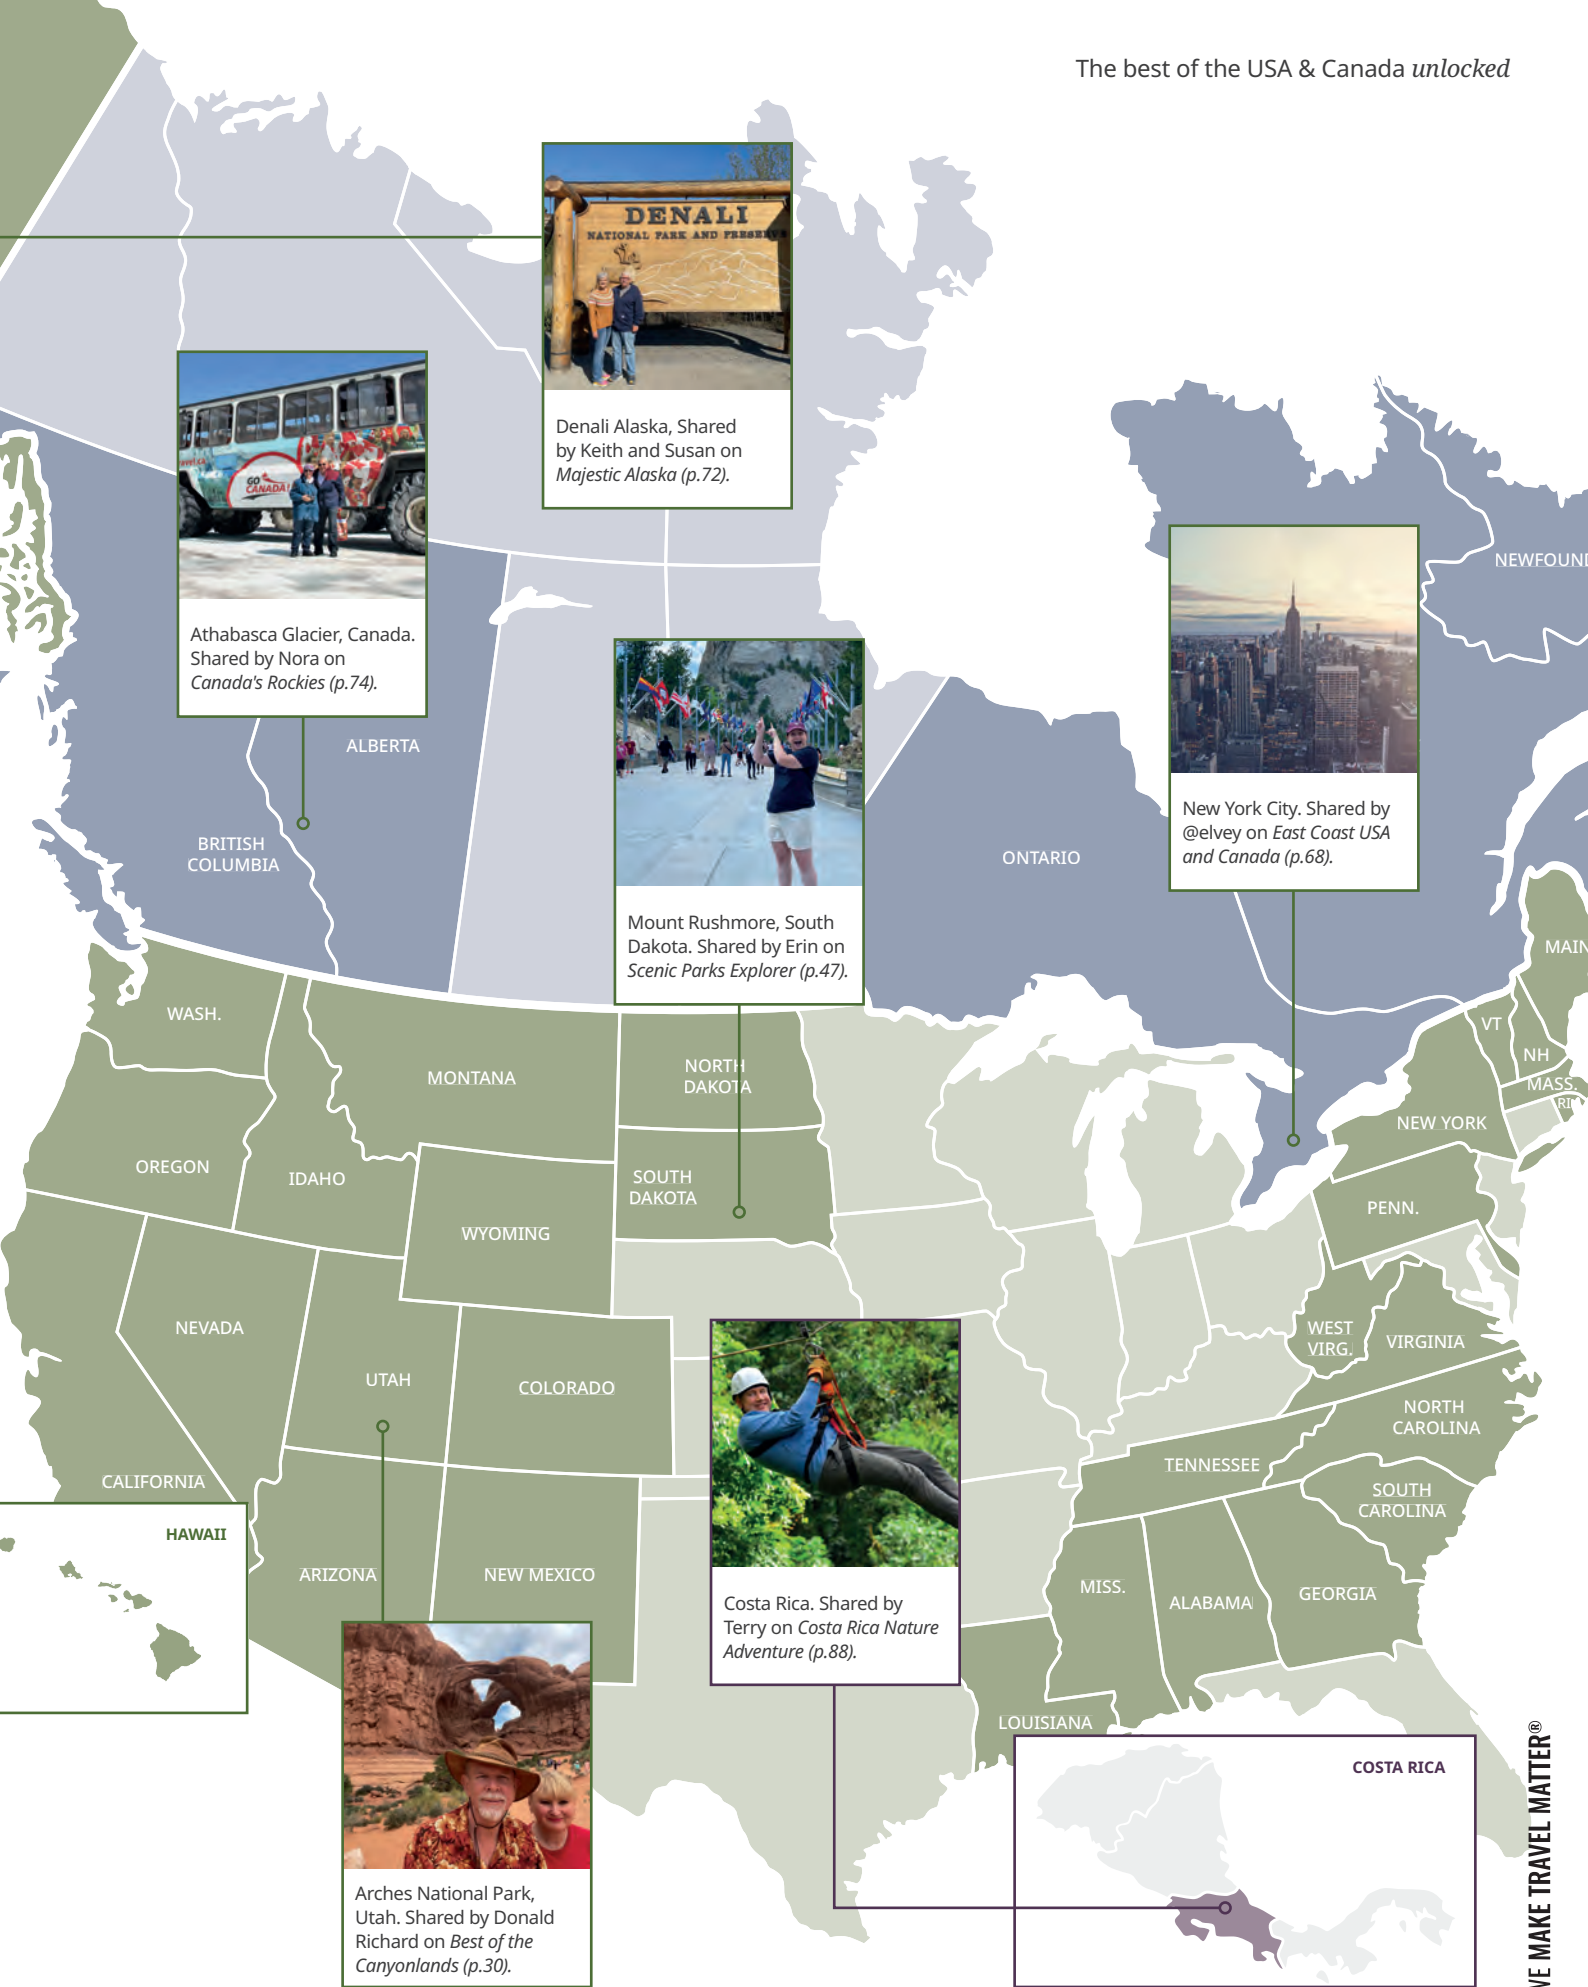 The best of the USA & Canada unlocked
DENALI
NATIONAL PARK AND PRESERVE
Denali Alaska, Shared
by Keith and Susan on
Majestic Alaska (p.72).
GO
CANADA!
Athabasca Glacier, Canada.
Shared by Nora on
Canada's Rockies (p.74).
NEWFOUND
New York City. Shared by
@elvey on East Coast USA
and Canada (p.68).
ALBERTA
BRITISH
COLUMBIA
ONTARIO
Mount Rushmore, South
Dakota. Shared by Erin on
Scenic Parks Explorer (p.47).
MAIN
WASH.
VT
NH
MASS.
RI
MONTANA
NORTH
DAKOTA
NEW YORK
OREGON
IDAHO
SOUTH
DAKOTA
PENN.
WYOMING
NEVADA
WEST
VIRG.
VIRGINIA
UTAH
COLORADO
NORTH
CAROLINA
TENNESSEE
CALIFORNIA
SOUTH
CAROLINA
HAWAII
ARIZONA
NEW MEXICO
MISS.
ALABAMA
GEORGIA
Costa Rica. Shared by
Terry on Costa Rica Nature
Adventure (p.88).
LOUISIANA
COSTA RICA
Arches National Park,
Utah. Shared by Donald
Richard on Best of the
Canyonlands (p.30).
WE MAKE TRAVEL MATTER®